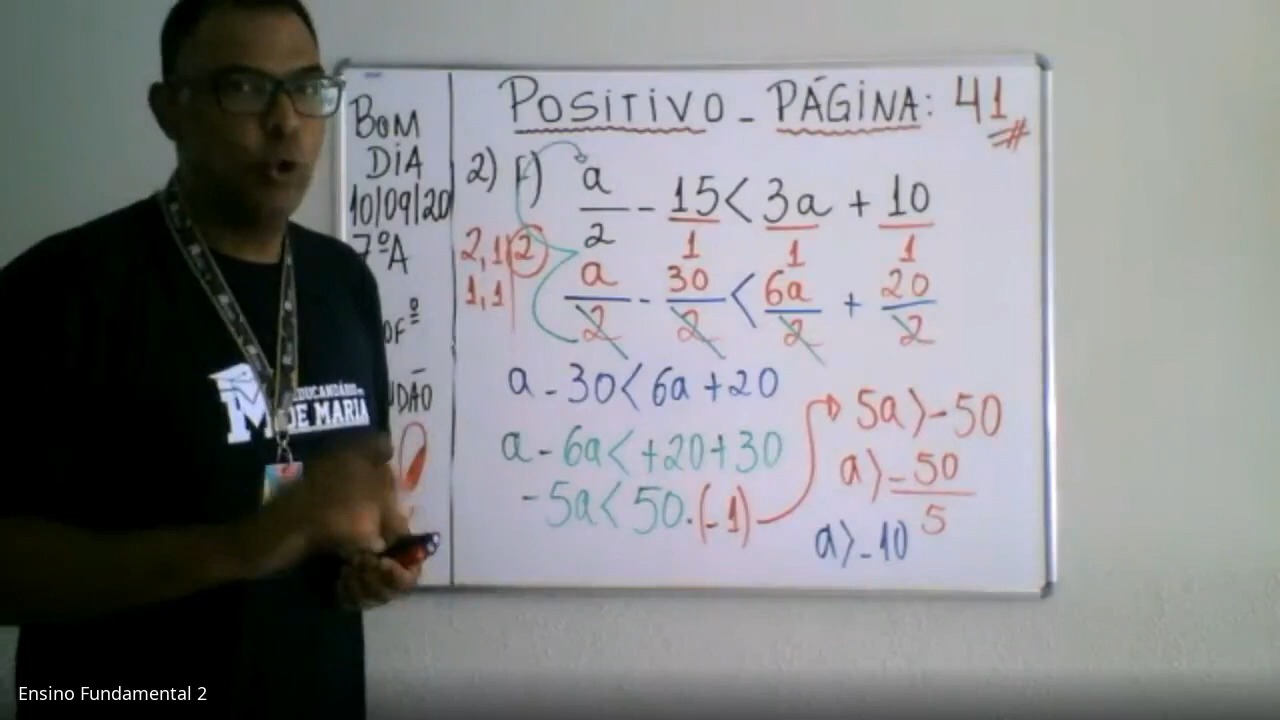 POSITIVO - PÁGINA: 41
BOM
DIA
10/09/20
7ºA
DÃO
2) f) a/2 - 15/1 < 3a/1 + 10/1
2,1|2
1,1|
a/2 - 30/2 < 6a/2 + 20/2
a - 30 < 6a + 20
a - 6a < +20 + 30
-5a < 50.(-1)
5a > -50
a > -50/5
a > -10
EDUCANDÁRIO
M DE MARIA
Ensino Fundamental 2